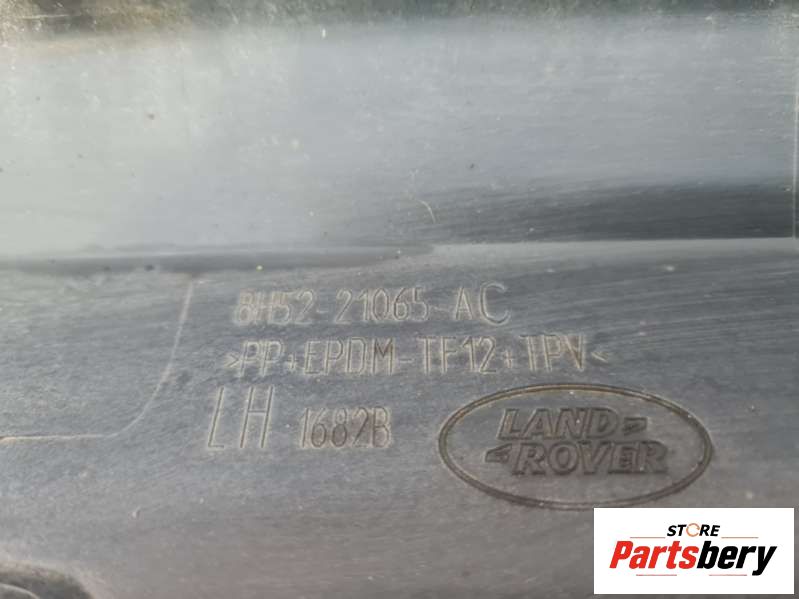 8H52-21065-AC
>PP+EPDM-TF12+TPV<
LH 1682B
LAND
ROVER
STORE
Partsbery